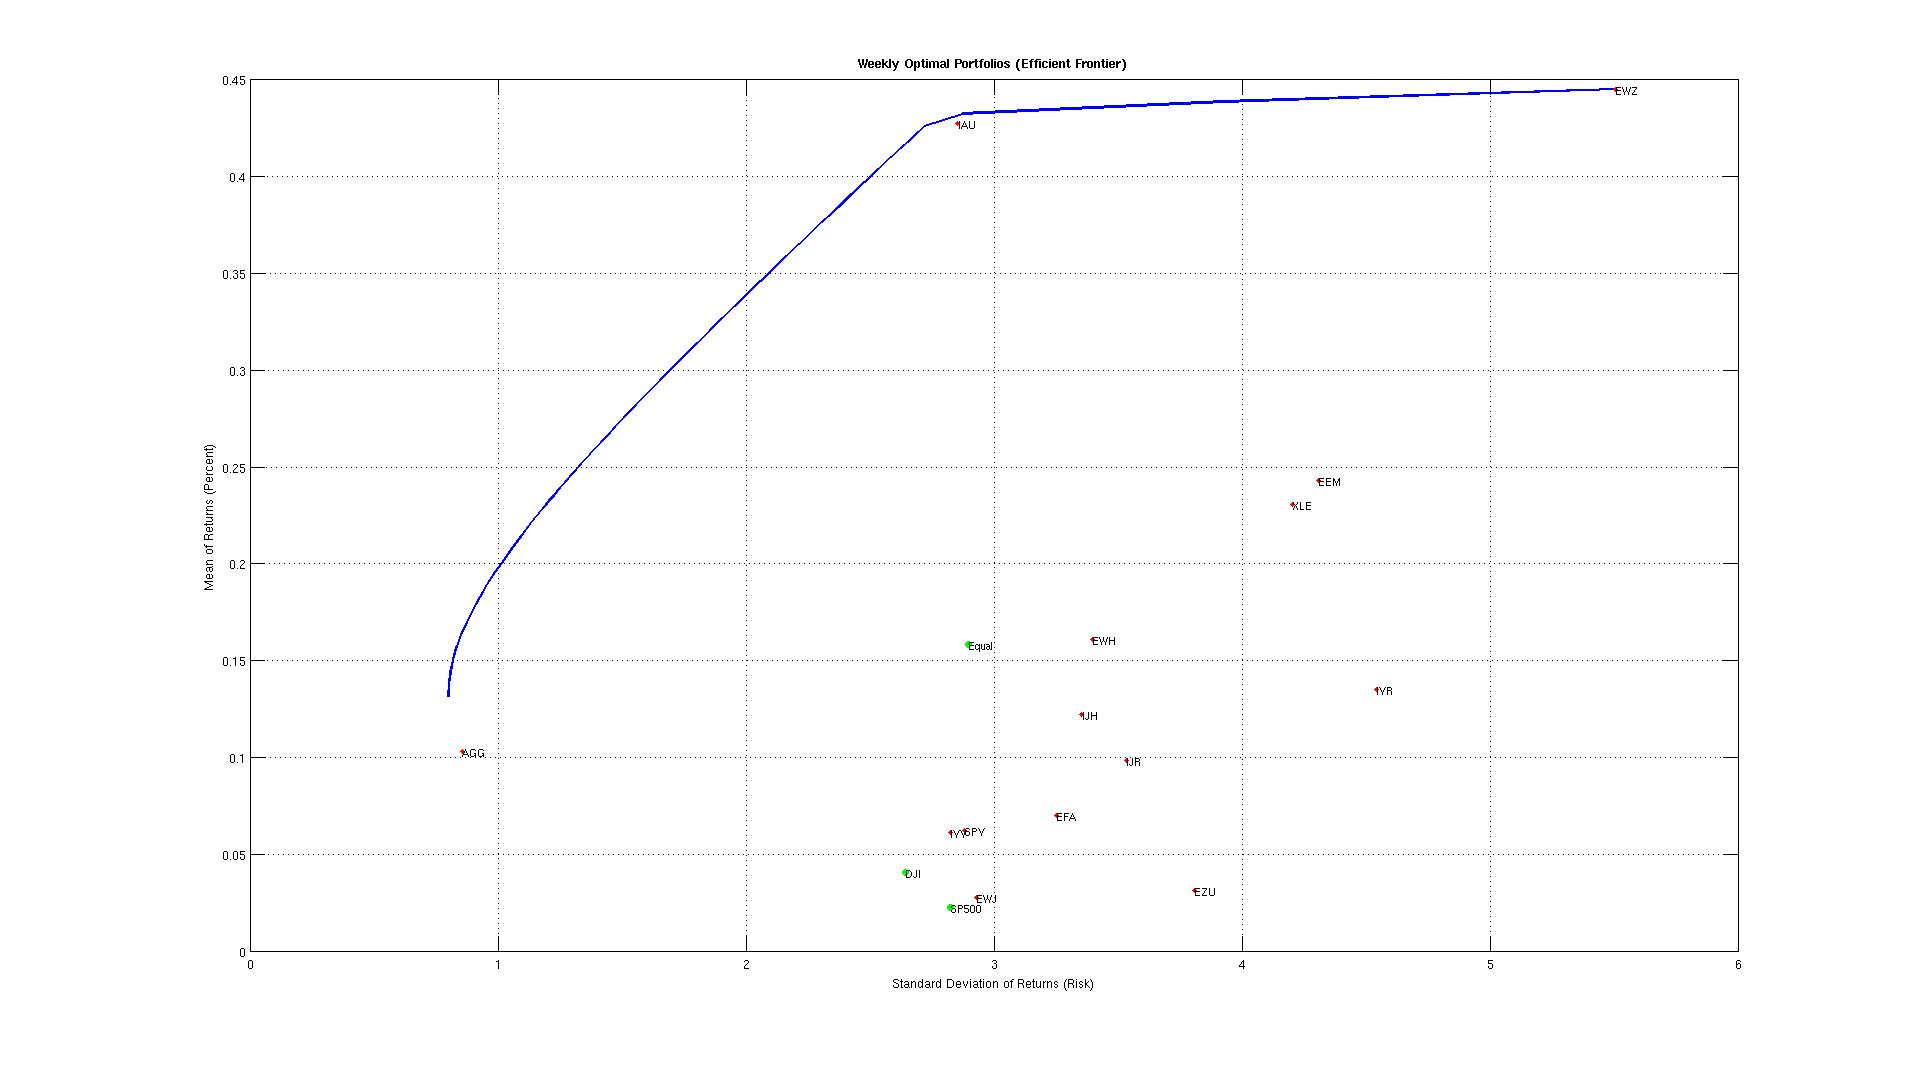 Weekly Optimal Portfolios (Efficient Frontier)
0.45
EWZ
IAU
0.4
0.35
0.3
Mean of Returns (Percent)
0.25
EEM
XLE
0.2
EWH
Equal
0.15
IYR
IJH
0.1
AGG
IJR
EFA
IVV
SPY
0.05
DJI
EZU
EWJ
SP500
0
0 1 2 3 4 5 6
Standard Deviation of Returns (Risk)